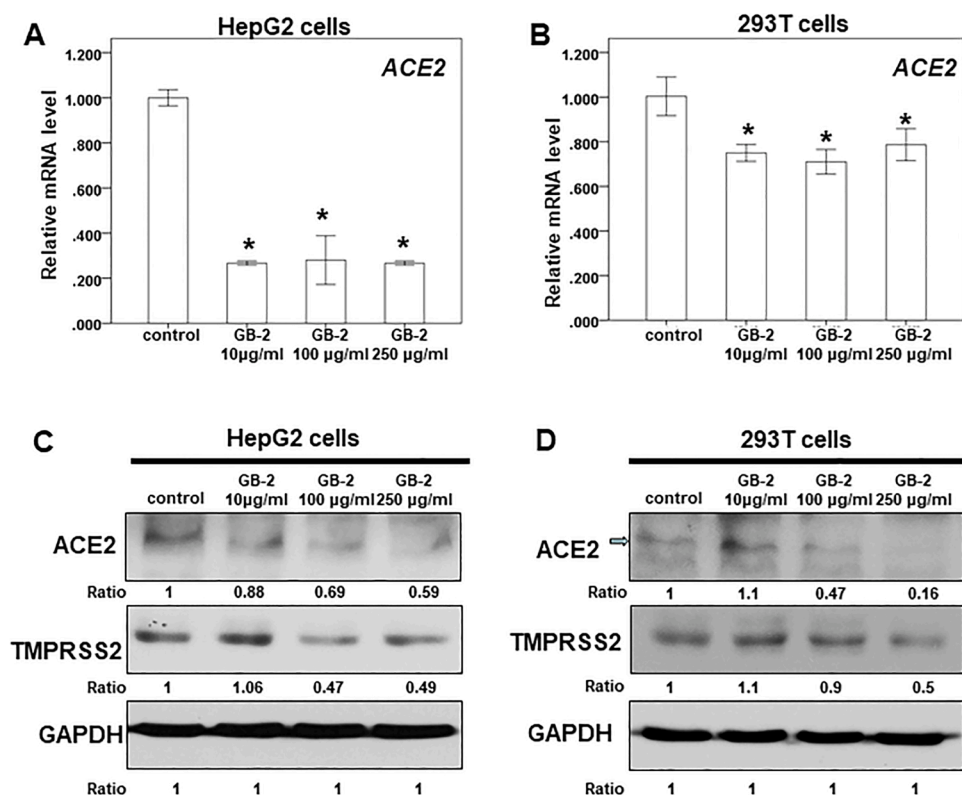 A
HepG2 cells
ACE2
Relative mRNA level
1.200
1.000
.800
.600
.400
.200
.000
*
*
*
control
GB-2
10µg/ml
GB-2
100 µg/ml
GB-2
250 µg/ml
B
293T cells
ACE2
Relative mRNA level
1.200
1.000
.800
.600
.400
.200
.000
*
*
*
control
GB-2
10µg/ml
GB-2
100 µg/ml
GB-2
250 µg/ml
C
HepG2 cells
control
GB-2
10µg/ml
GB-2
100 µg/ml
GB-2
250 µg/ml
ACE2
Ratio 1 0.88 0.69 0.59
TMPRSS2
Ratio 1 1.06 0.47 0.49
GAPDH
Ratio 1 1 1 1
D
293T cells
control
GB-2
10µg/ml
GB-2
100 µg/ml
GB-2
250 µg/ml
ACE2
Ratio 1 1.1 0.47 0.16
TMPRSS2
Ratio 1 1.1 0.9 0.5
GAPDH
Ratio 1 1 1 1